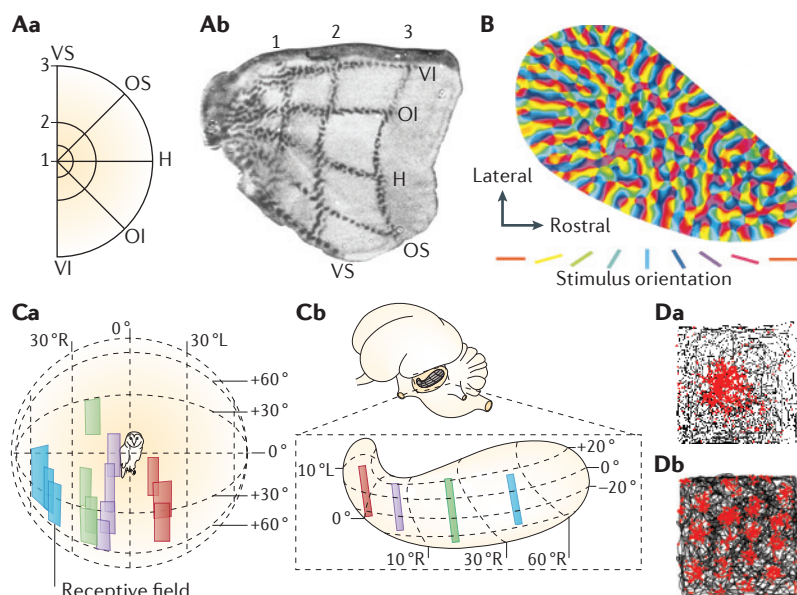 Aa
VS
3
OS
2
1
H
OI
VI
Ab
1
2
3
VI
OI
H
OS
VS
B
Lateral
Rostral
Stimulus orientation
Ca
0°
30°R
30°L
+60°
+30°
0°
+30°
+60°
Receptive field
Cb
+20°
0°
−20°
10°L
0°
10°R
30°R
60°R
Da
Db